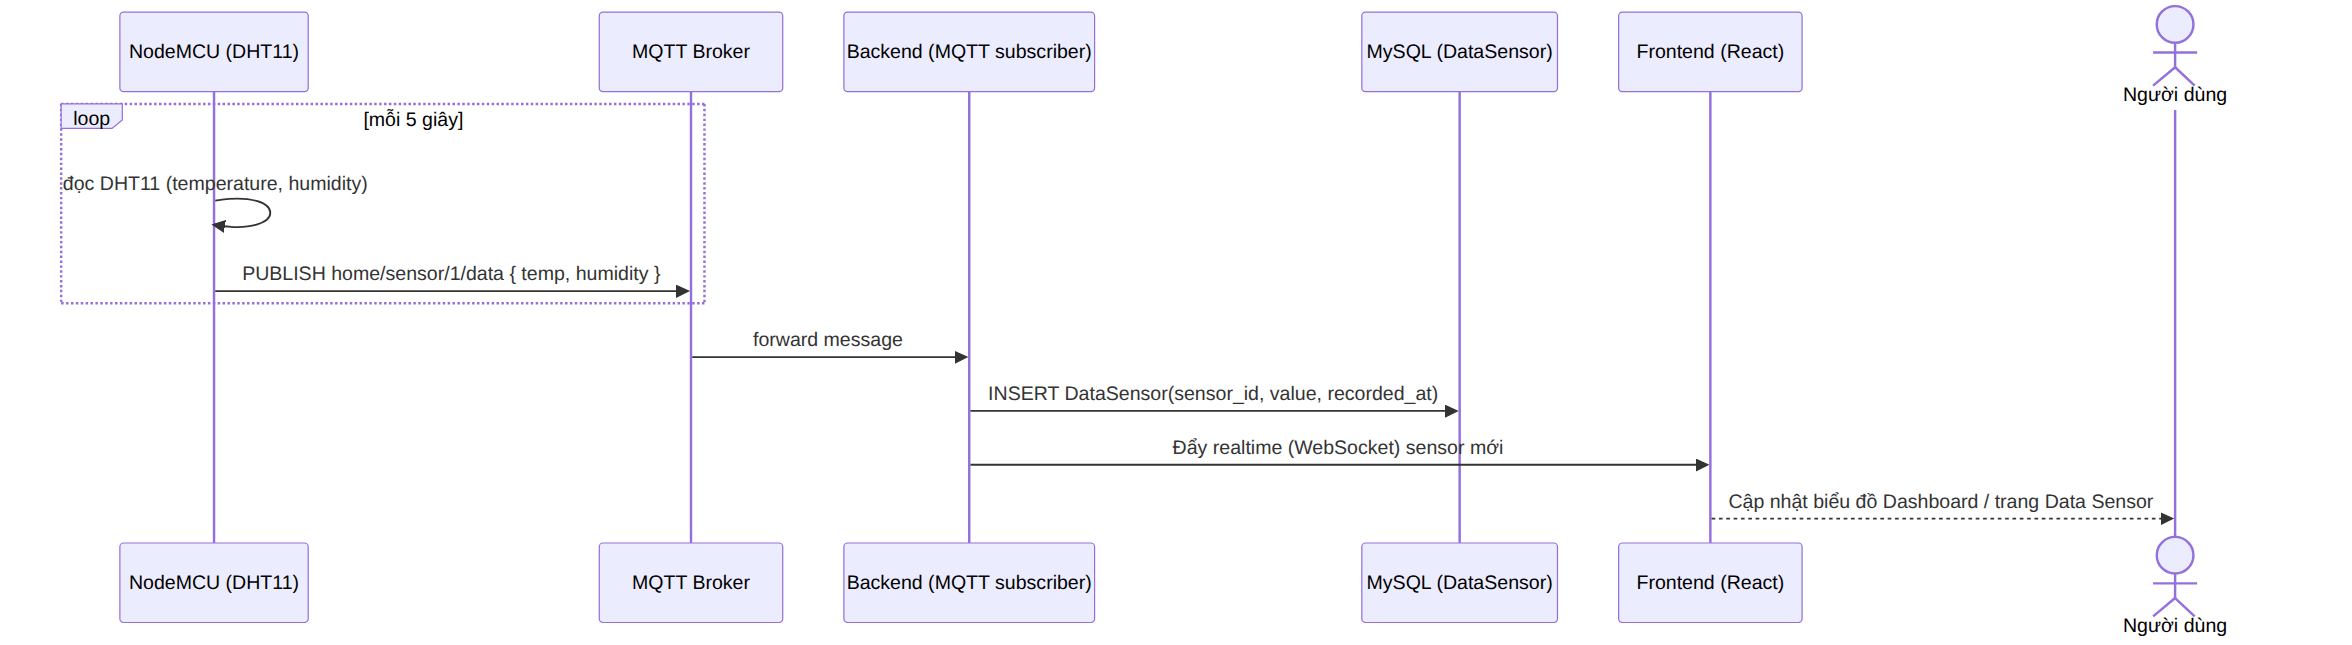 NodeMCU (DHT11)
MQTT Broker
Backend (MQTT subscriber)
MySQL (DataSensor)
Frontend (React)
Người dùng
loop
[mỗi 5 giây]
đọc DHT11 (temperature, humidity)
PUBLISH home/sensor/1/data { temp, humidity }
forward message
INSERT DataSensor(sensor_id, value, recorded_at)
Đẩy realtime (WebSocket) sensor mới
Cập nhật biểu đồ Dashboard / trang Data Sensor
NodeMCU (DHT11)
MQTT Broker
Backend (MQTT subscriber)
MySQL (DataSensor)
Frontend (React)
Người dùng